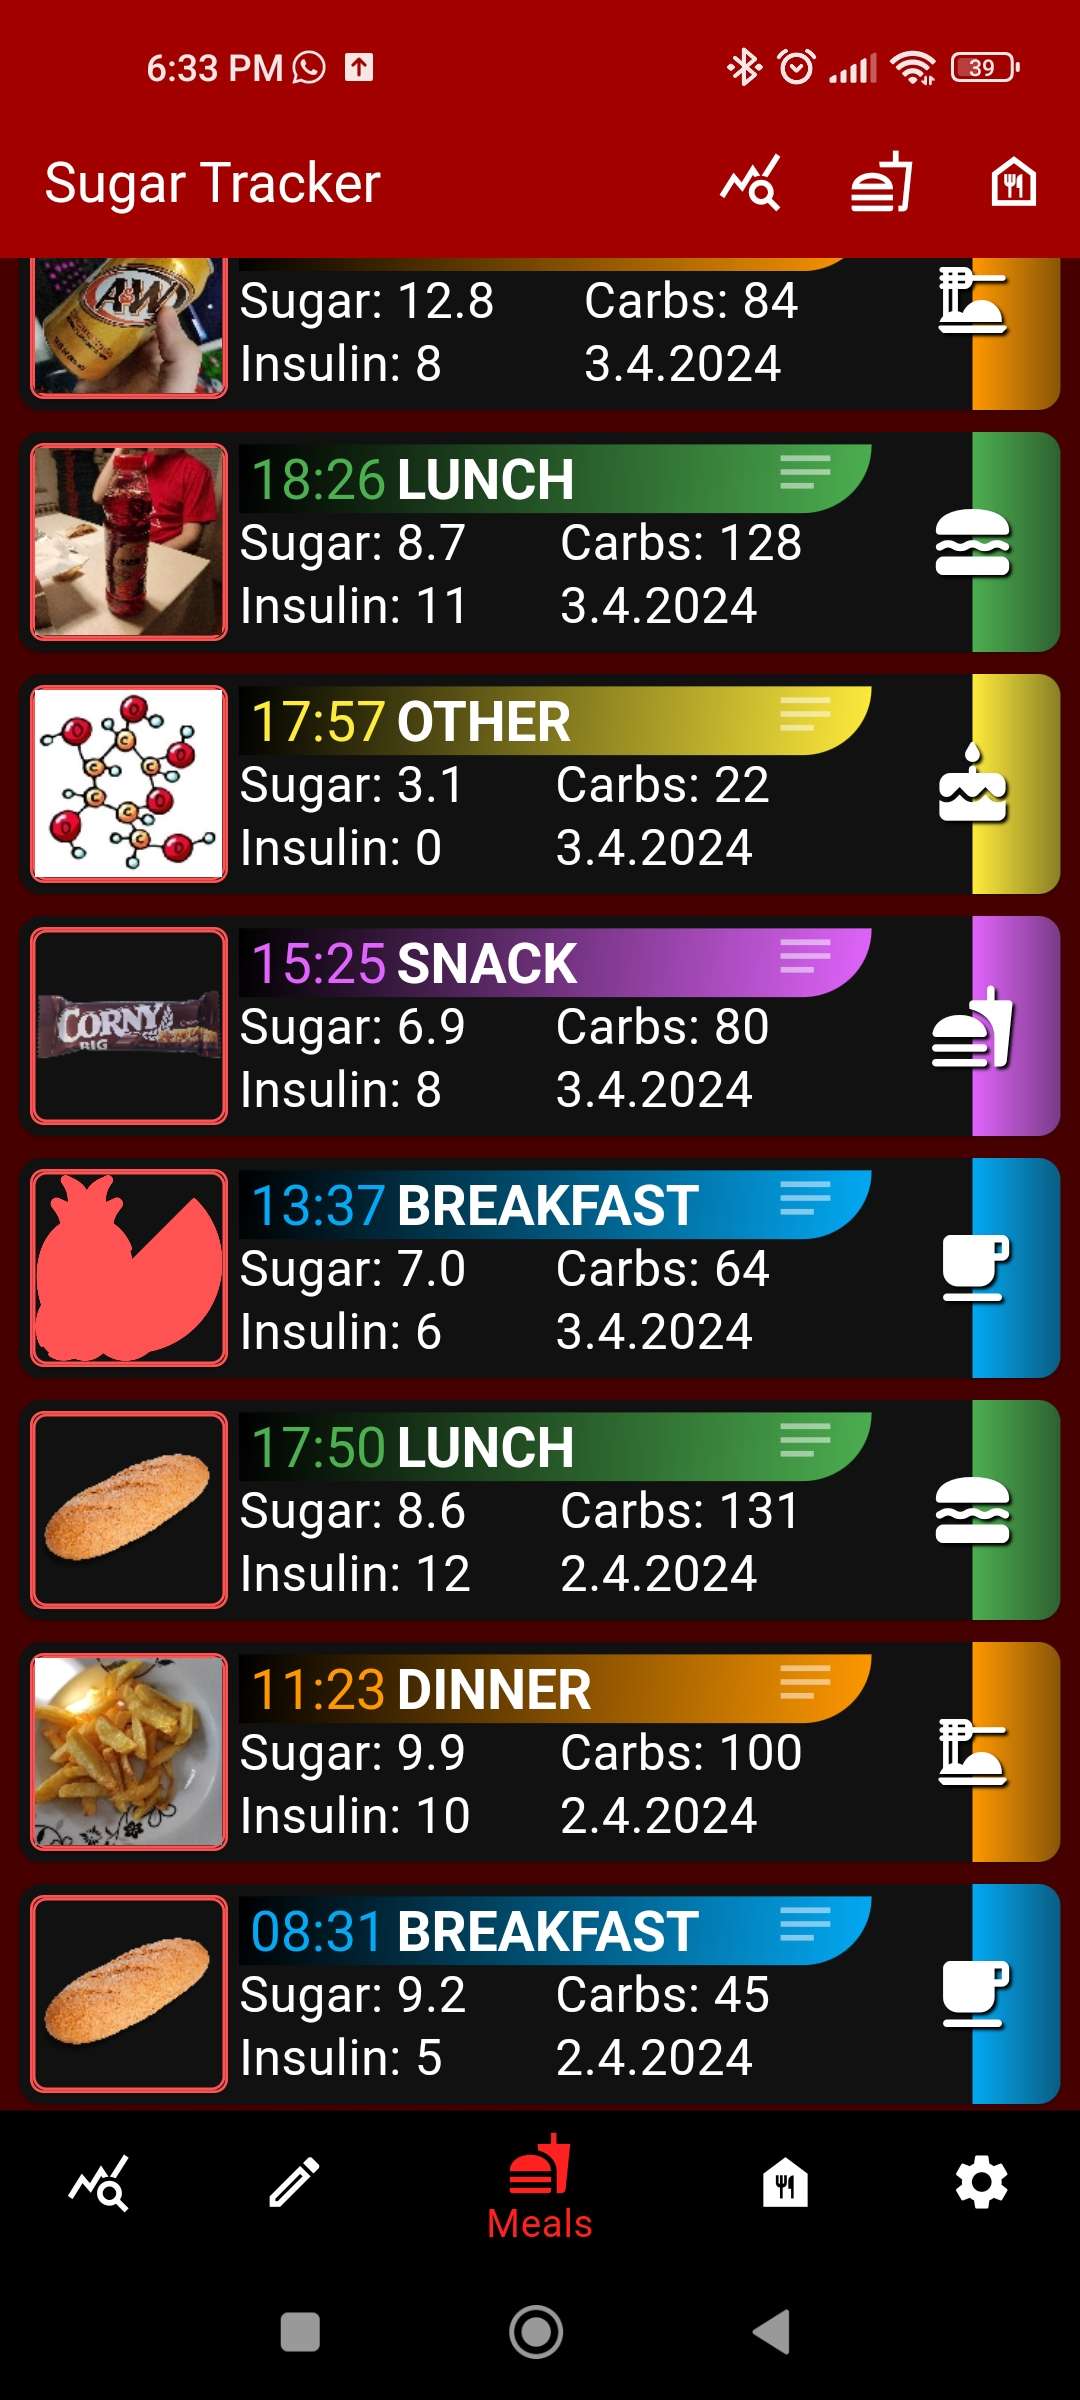 6:33 PM
39
Sugar Tracker
A&W
Sugar: 12.8 Carbs: 84
Insulin: 8 3.4.2024
18:26 LUNCH
Sugar: 8.7 Carbs: 128
Insulin: 11 3.4.2024
17:57 OTHER
Sugar: 3.1 Carbs: 22
Insulin: 0 3.4.2024
15:25 SNACK
CORNY
BIG
Sugar: 6.9 Carbs: 80
Insulin: 8 3.4.2024
13:37 BREAKFAST
Sugar: 7.0 Carbs: 64
Insulin: 6 3.4.2024
17:50 LUNCH
Sugar: 8.6 Carbs: 131
Insulin: 12 2.4.2024
11:23 DINNER
Sugar: 9.9 Carbs: 100
Insulin: 10 2.4.2024
08:31 BREAKFAST
Sugar: 9.2 Carbs: 45
Insulin: 5 2.4.2024
Meals